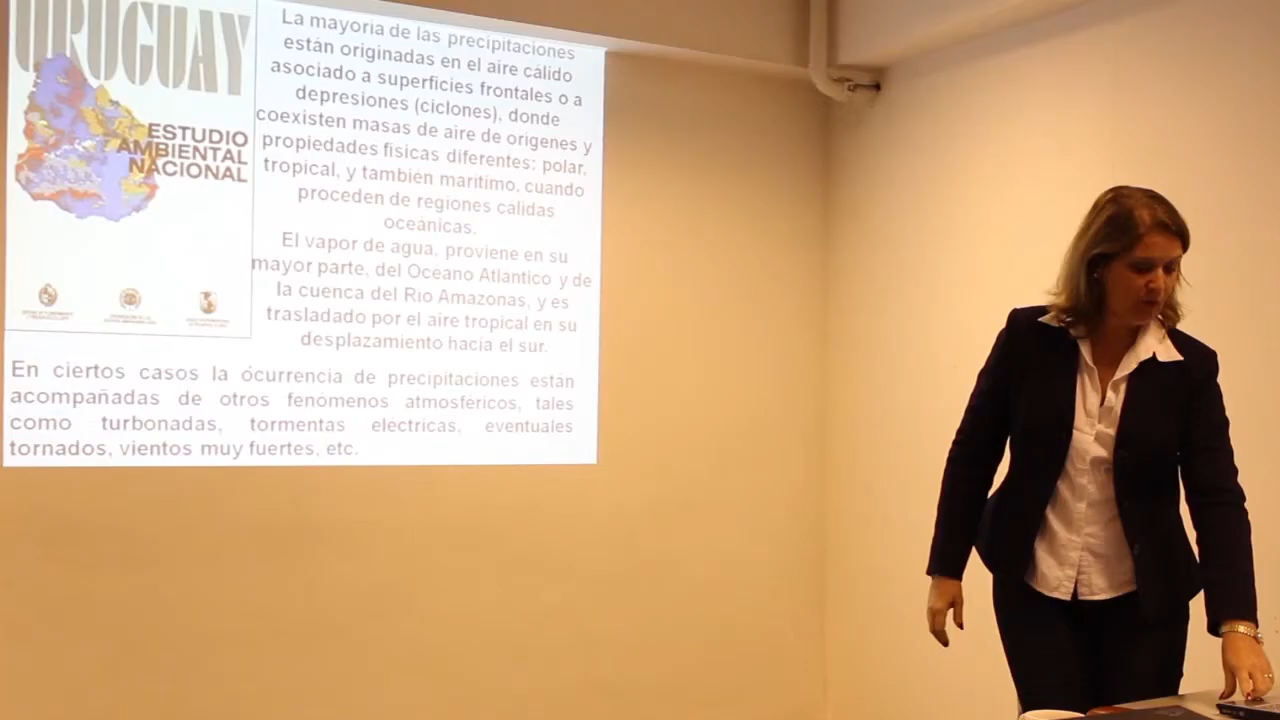 URUGUAY
ESTUDIO
AMBIENTAL
NACIONAL
La mayoria de las precipitaciones
están originadas en el aire cálido
asociado a superficies frontales o a
depresiones (ciclones), donde
coexisten masas de aire de origenes y
propiedades fisicas diferentes: polar,
tropical, y también maritimo, cuando
proceden de regiones cálidas
oceánicas.
El vapor de agua, proviene en su
mayor parte, del Oceano Atlantico y de
la cuenca del Rio Amazonas, y es
trasladado por el aire tropical en su
desplazamiento hacia el sur.
En ciertos casos la ocurrencia de precipitaciones están
acompañadas de otros fenómenos atmosféricos, tales
como turbonadas, tormentas eléctricas, eventuales
tornados, vientos muy fuertes, etc.